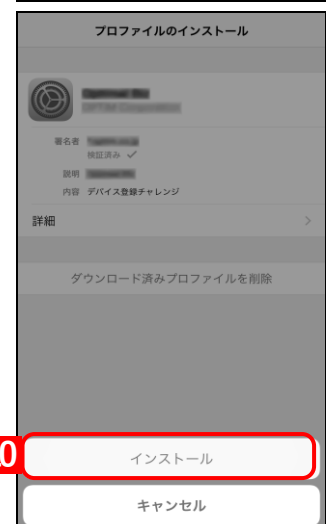 プロファイルのインストール
署名者
検証済み ✓
説明
内容 デバイス登録チャレンジ
詳細
ダウンロード済みプロファイルを削除
0
インストール
キャンセル